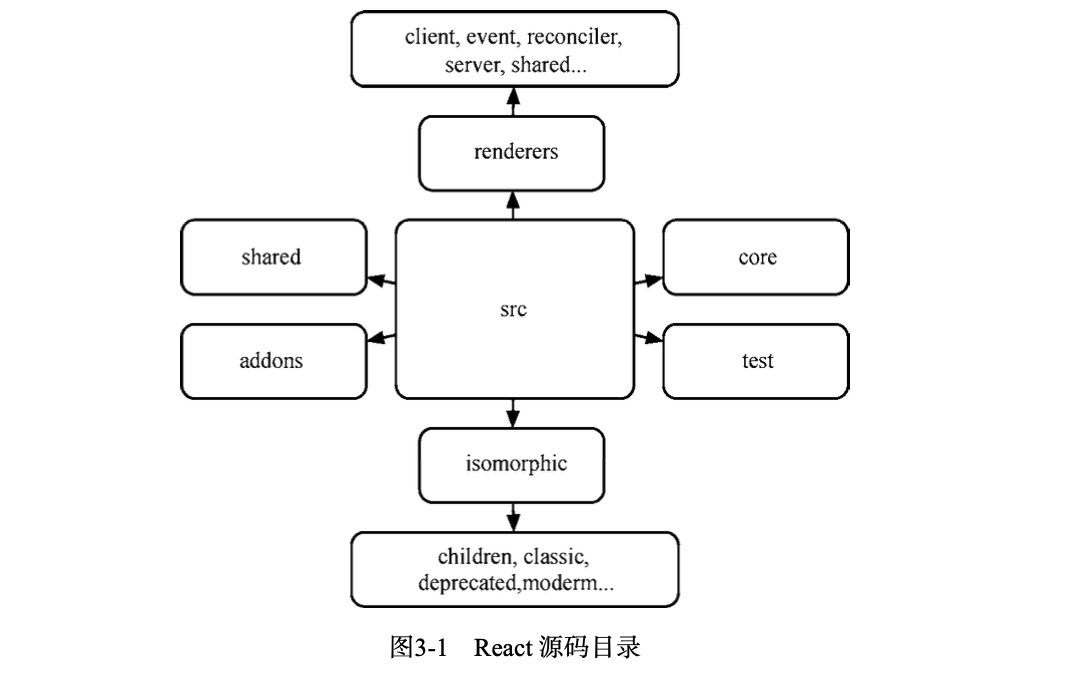 client, event, reconciler,
server, shared...
renderers
shared
core
src
addons
test
isomorphic
children, classic,
deprecated,moderm...
图3-1 React 源码目录